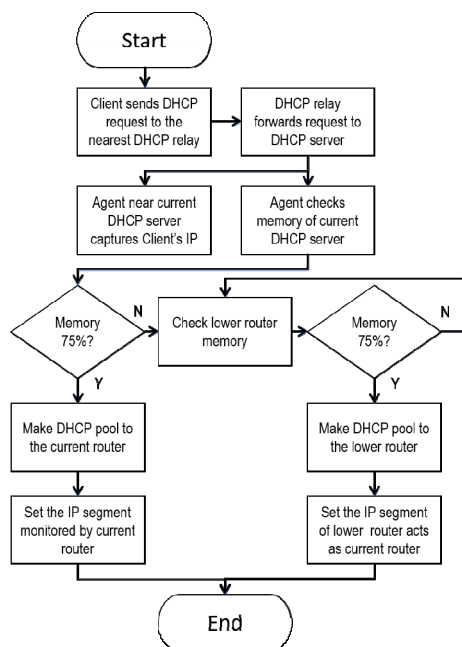 Start
Client sends DHCP
request to the
nearest DHCP relay
DHCP relay
forwards request to
DHCP server
Agent near current
DHCP server
captures Client's IP
Agent checks
memory of current
DHCP server
Memory
75%?
N
Y
Check lower router
memory
Memory
75%?
N
Y
Make DHCP pool to
the current router
Make DHCP pool to
the lower router
Set the IP segment
monitored by current
router
Set the IP segment
of lower router acts
as current router
End